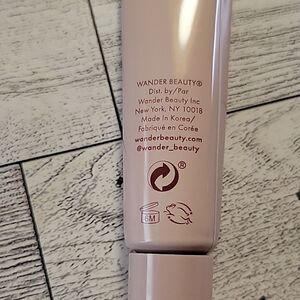 WANDER BEAUTY®
Dist. by/Par
Wander Beauty Inc
New York, NY 10018
Made In Korea/
Fabriqué en Corée
wanderbeauty.com
@wander_beauty
®
6M